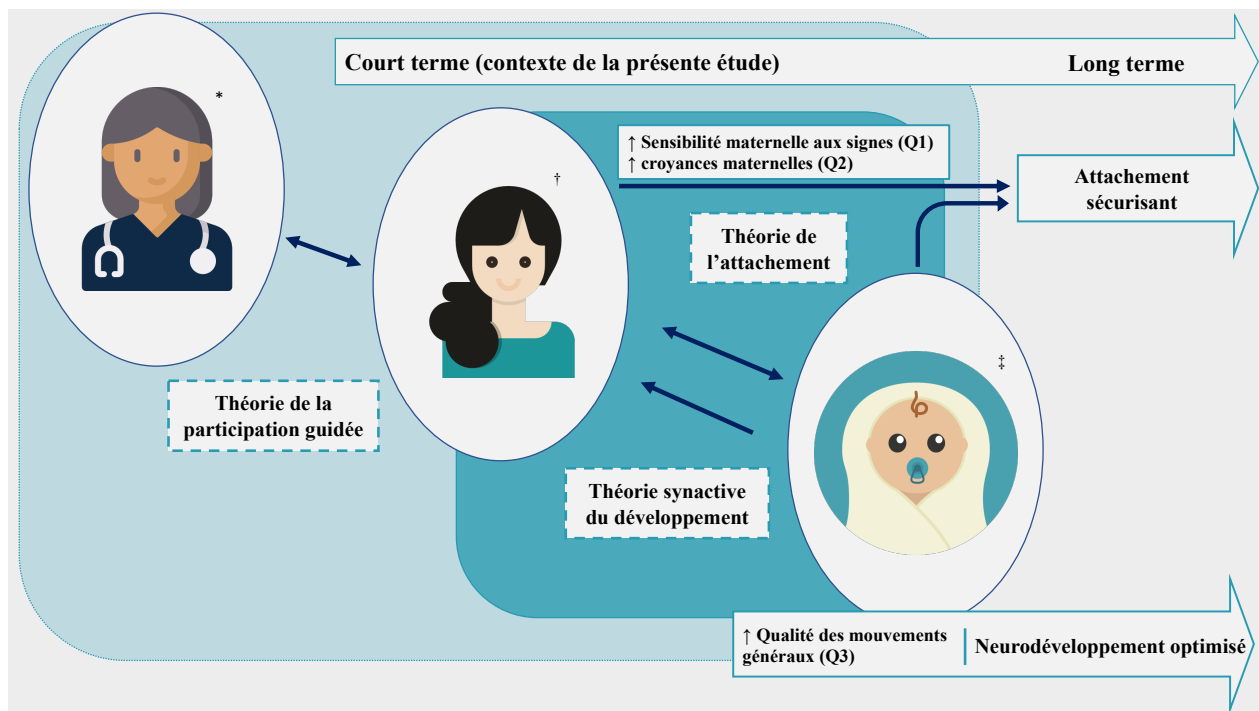 Court terme (contexte de la présente étude)
Long terme
*
↑ Sensibilité maternelle aux signes (Q1)
↑ croyances maternelles (Q2)
†
Attachement
sécurisant
Théorie de
l’attachement
‡
Théorie de la
participation guidée
Théorie synactive
du développement
↑ Qualité des mouvements
généraux (Q3)
Neurodéveloppement optimisé